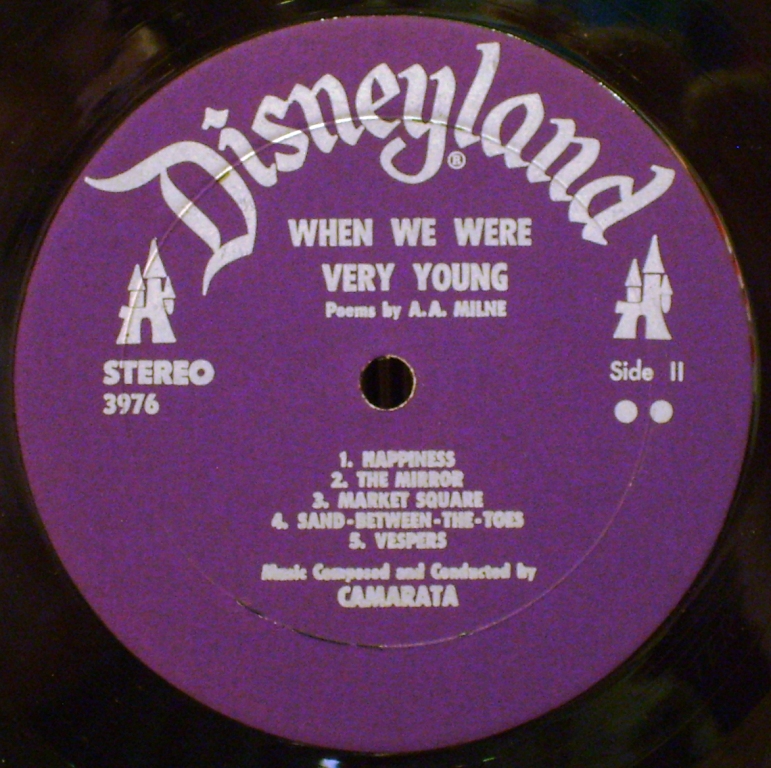 Disneyland®
WHEN WE WERE
VERY YOUNG
Poems by A.A. MILNE
STEREO
3976
Side II
1. HAPPINESS
2. THE MIRROR
3. MARKET SQUARE
4. SAND-BETWEEN-THE-TOES
5. VESPERS
Music Composed and Conducted by
CAMARATA